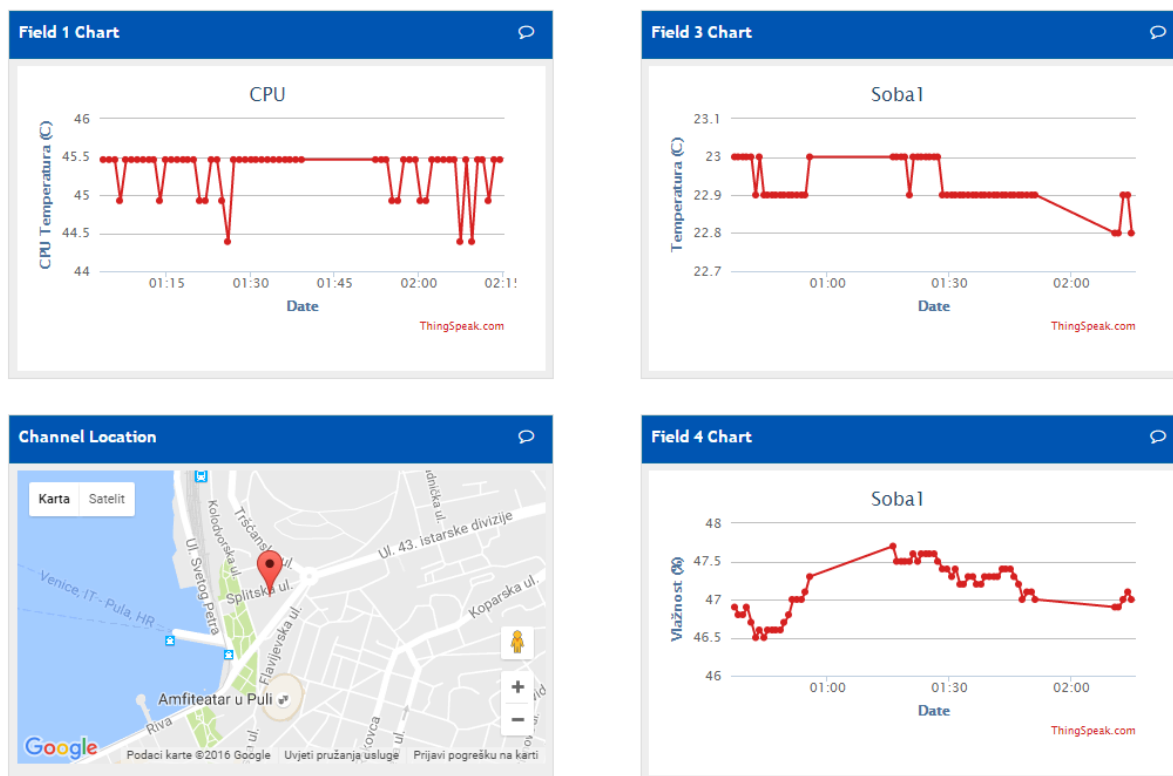 Field 1 Chart
CPU
CPU Temperatura (C)
46
45.5
45
44.5
44
01:15 01:30 01:45 02:00 02:15
Date
ThingSpeak.com
Field 3 Chart
Soba1
Temperatura (C)
23.1
23
22.9
22.8
22.7
01:00 01:30 02:00
Date
ThingSpeak.com
Channel Location
Karta Satelit
Kolodvorska ul.
Tršćanska ul.
Ul. 43. Istarske divizije
Ul. Svetog Petra
Splitska ul.
Koparska ul.
Venice, IT - Pula, HR
Flavijevska ul.
Amfiteatar u Puli
Riva
Google
Podaci karte ©2016 Google Uvjeti pružanja usluge Prijavi pogrešku na karti
Field 4 Chart
Soba1
Vlažnost (%)
48
47.5
47
46.5
46
01:00 01:30 02:00
Date
ThingSpeak.com